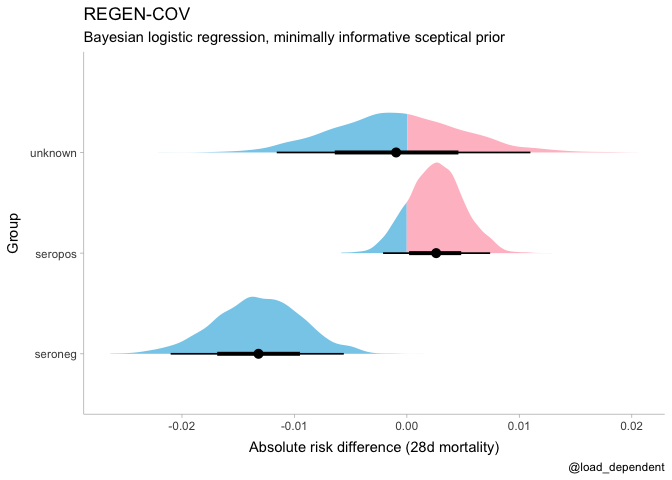 REGEN-COV
Bayesian logistic regression, minimally informative sceptical prior
unknown
seropos
seroneg
Group
-0.02 -0.01 0.00 0.01 0.02
Absolute risk difference (28d mortality)
@load_dependent